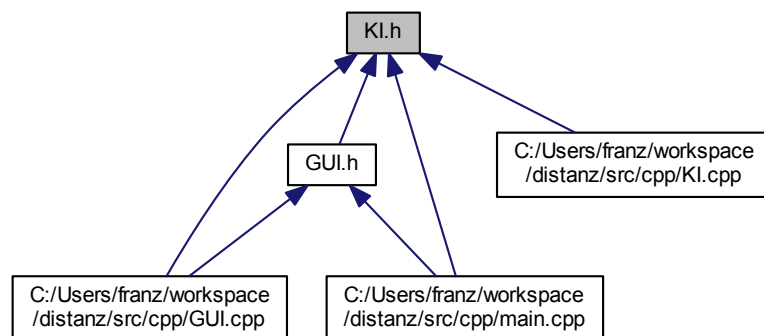 KI.h
GUI.h
C:/Users/franz/workspace
/distanz/src/cpp/KI.cpp
C:/Users/franz/workspace
/distanz/src/cpp/GUI.cpp
C:/Users/franz/workspace
/distanz/src/cpp/main.cpp